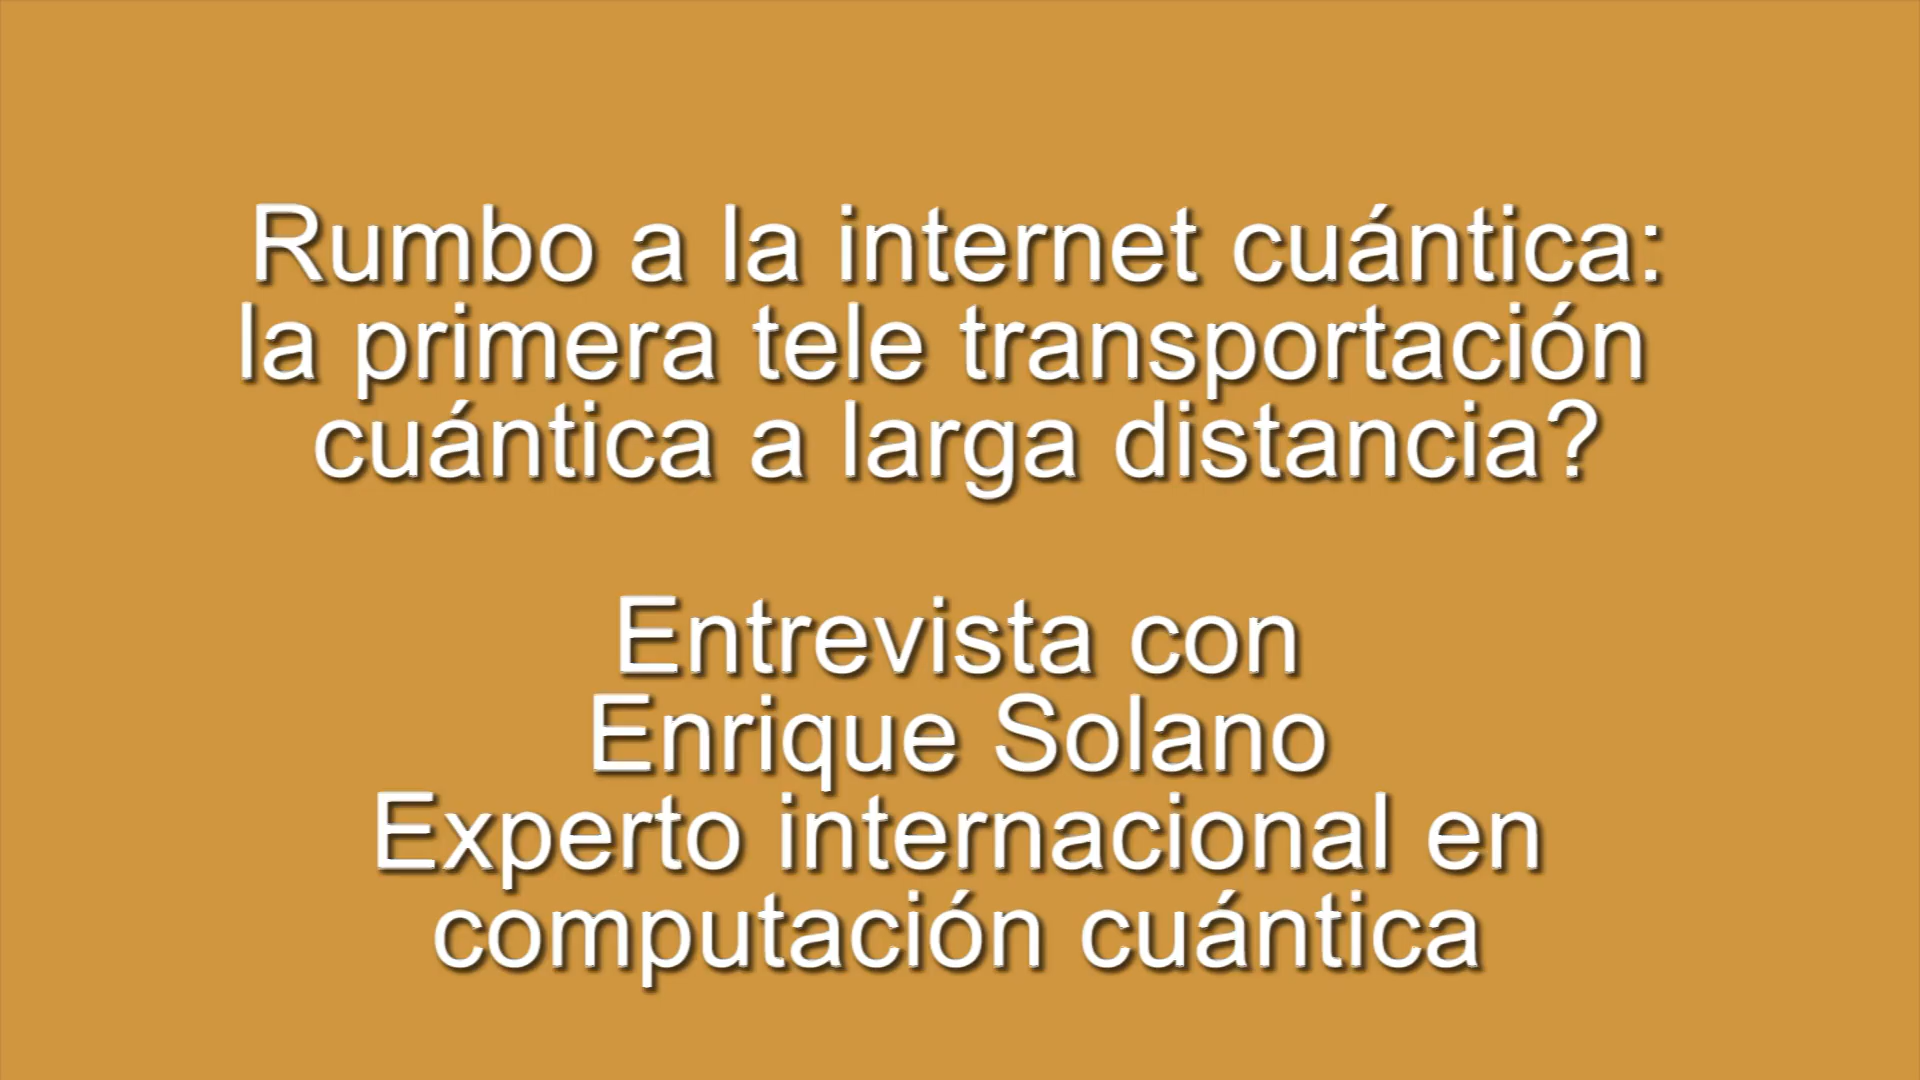 Rumbo a la internet cuántica:
la primera tele transportación
cuántica a larga distancia?
Entrevista con
Enrique Solano
Experto internacional en
computación cuántica